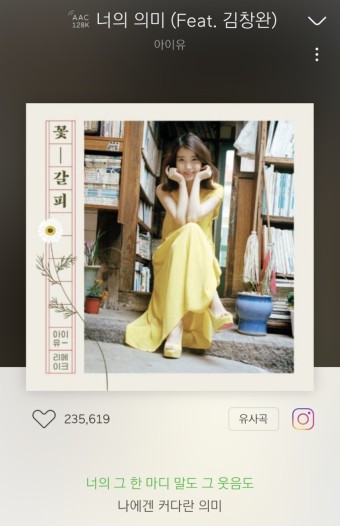 AAC
128K
너의 의미 (Feat. 김창완)
아이유
꽃
갈
피
아이
유ー
리메
이크
235,619
유사곡
너의 그 한 마디 말도 그 웃음도
나에겐 커다란 의미